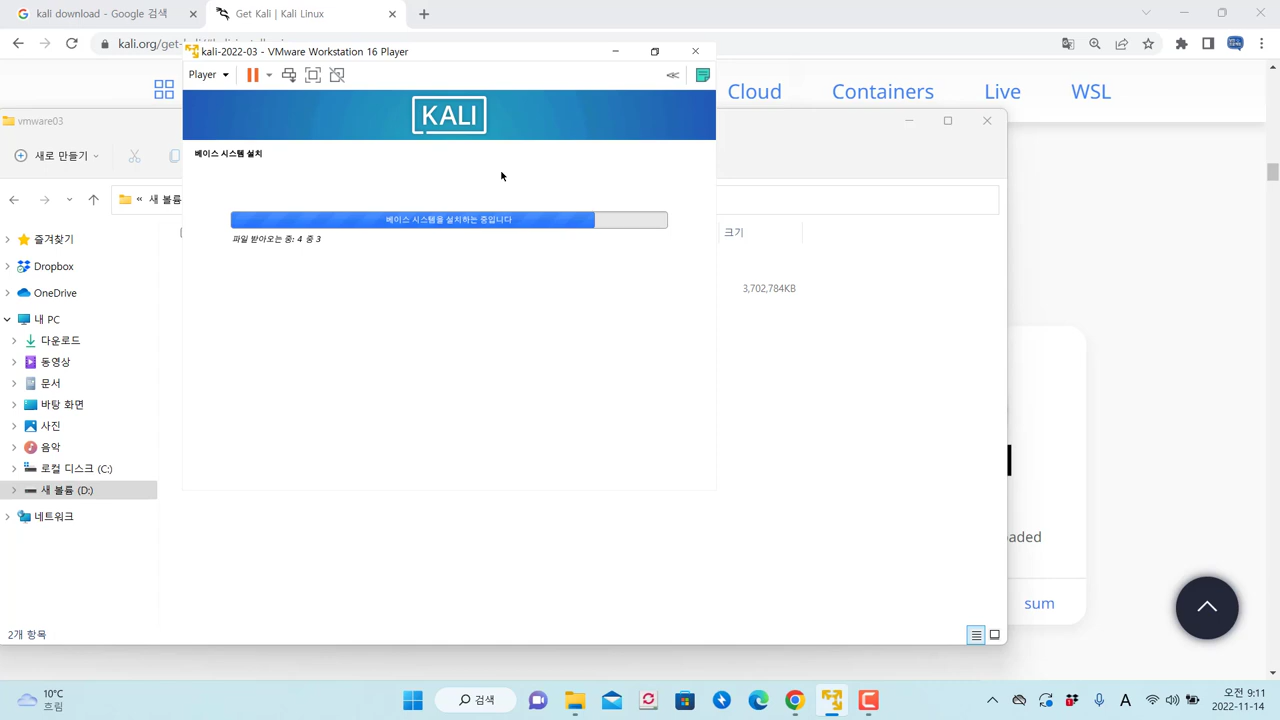 kali download - Google 검색
Get Kali | Kali Linux
kali.org/get-k
kali-2022-03 - VMware Workstation 16 Player
Player
Cloud
Containers
Live
WSL
KALI
vmware03
베이스 시스템 설치
새로 만들기
« 새 볼륨
베이스 시스템을 설치하는 중입니다
크기
파일 받아오는 중: 4 중 3
3,702,784KB
즐겨찾기
Dropbox
OneDrive
내 PC
다운로드
동영상
문서
바탕 화면
사진
음악
로컬 디스크 (C:)
새 볼륨 (D:)
네트워크
aded
sum
2개 항목
10°C
흐림
검색
A
오전 9:11
2022-11-14